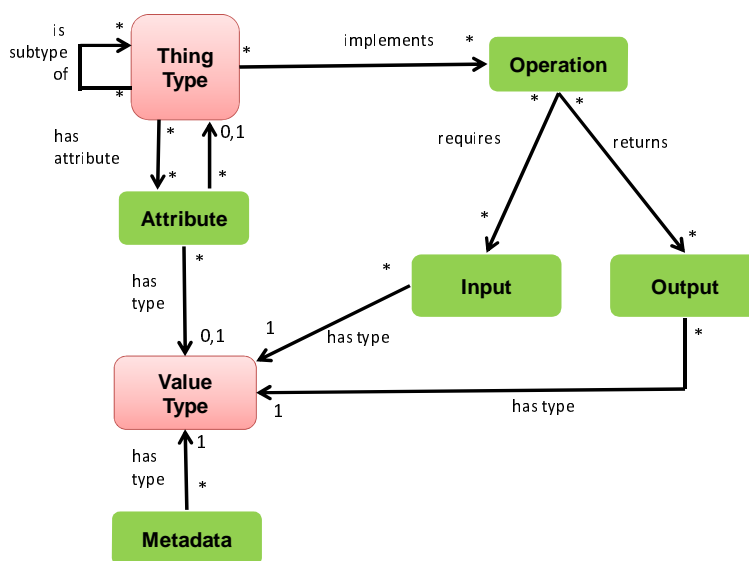 is
subtype
of
*
*
Thing
Type
*
implements
*
Operation
*
*
has
attribute
*
0,1
*
*
requires
returns
Attribute
*
*
*
has
type
0,1
*
Input
Output
1
has type
*
Value
Type
1
has type
1
has
type
*
Metadata